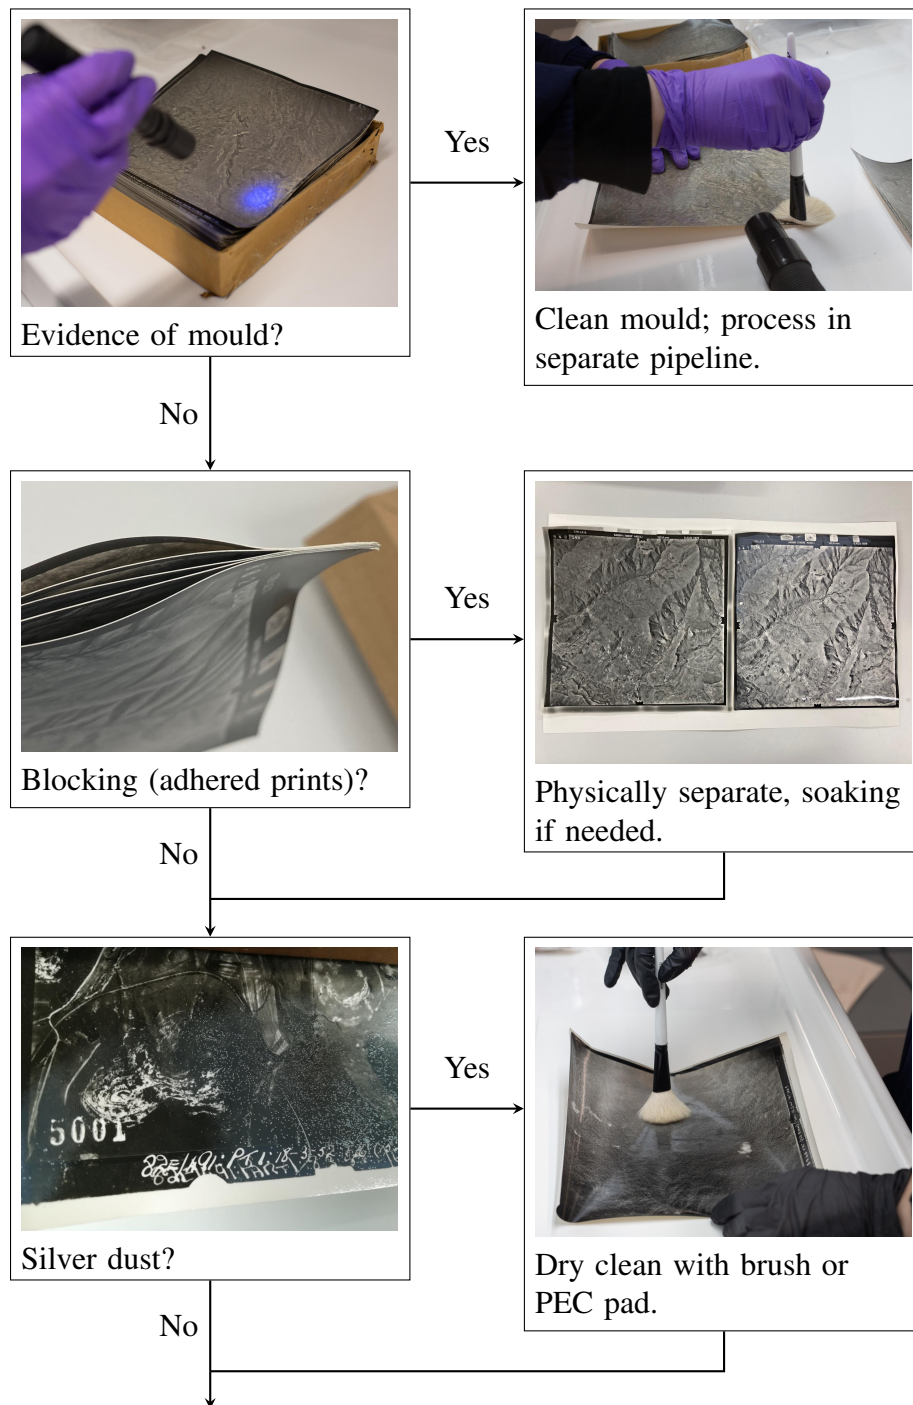 Yes
Evidence of mould?
Clean mould; process in
separate pipeline.
No
Yes
Blocking (adhered prints)?
Physically separate, soaking
if needed.
No
Yes
5001
Silver dust?
Dry clean with brush or
PEC pad.
No